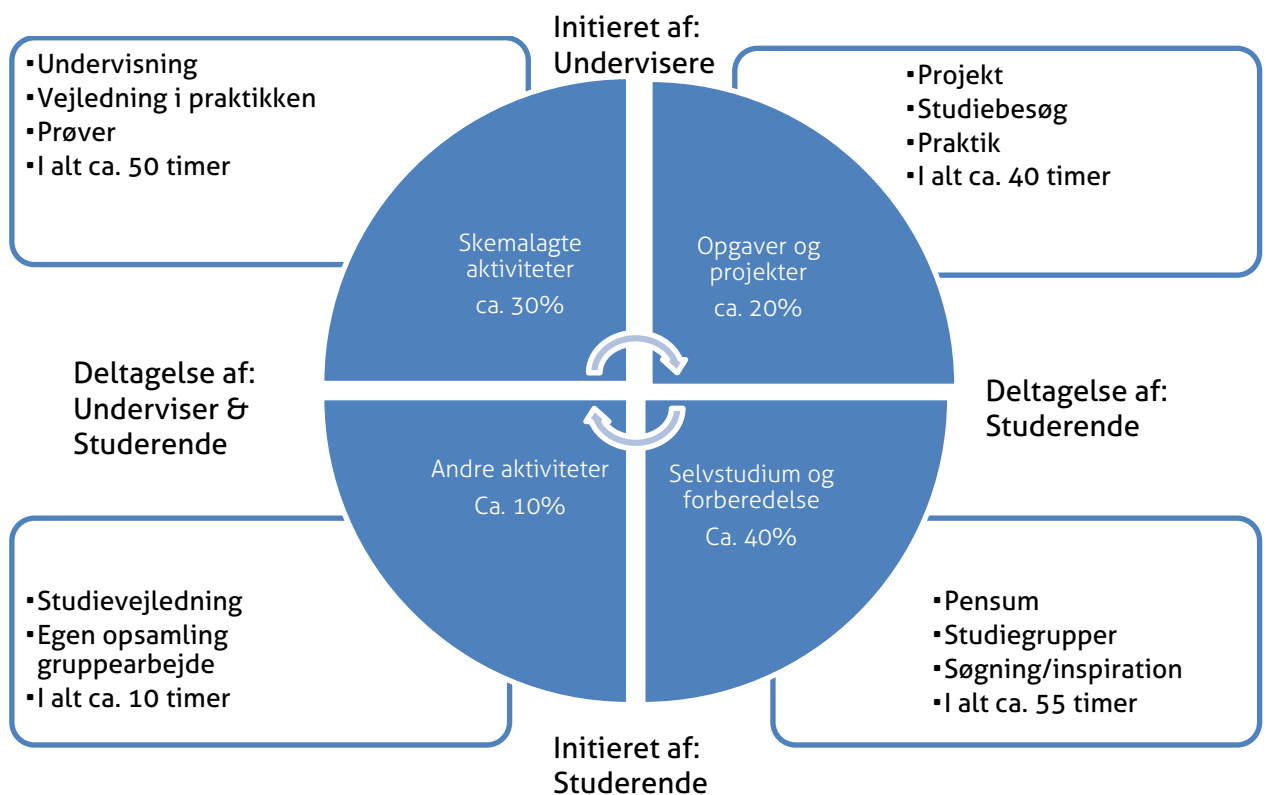 Initieret af:
Undervisere
▪Undervisning
▪Vejledning i praktikken
▪Prøver
▪I alt ca. 50 timer
▪Projekt
▪Studiebesøg
▪Praktik
▪I alt ca. 40 timer
Skemalagte
aktiviteter
ca. 30%
Opgaver og
projekter
ca. 20%
Deltagelse af:
Underviser &
Studerende
Deltagelse af:
Studerende
Andre aktiviteter
Ca. 10%
Selvstudium og
forberedelse
Ca. 40%
▪Studievejledning
▪Egen opsamling
gruppearbejde
▪I alt ca. 10 timer
▪Pensum
▪Studiegrupper
▪Søgning/inspiration
▪I alt ca. 55 timer
Initieret af:
Studerende